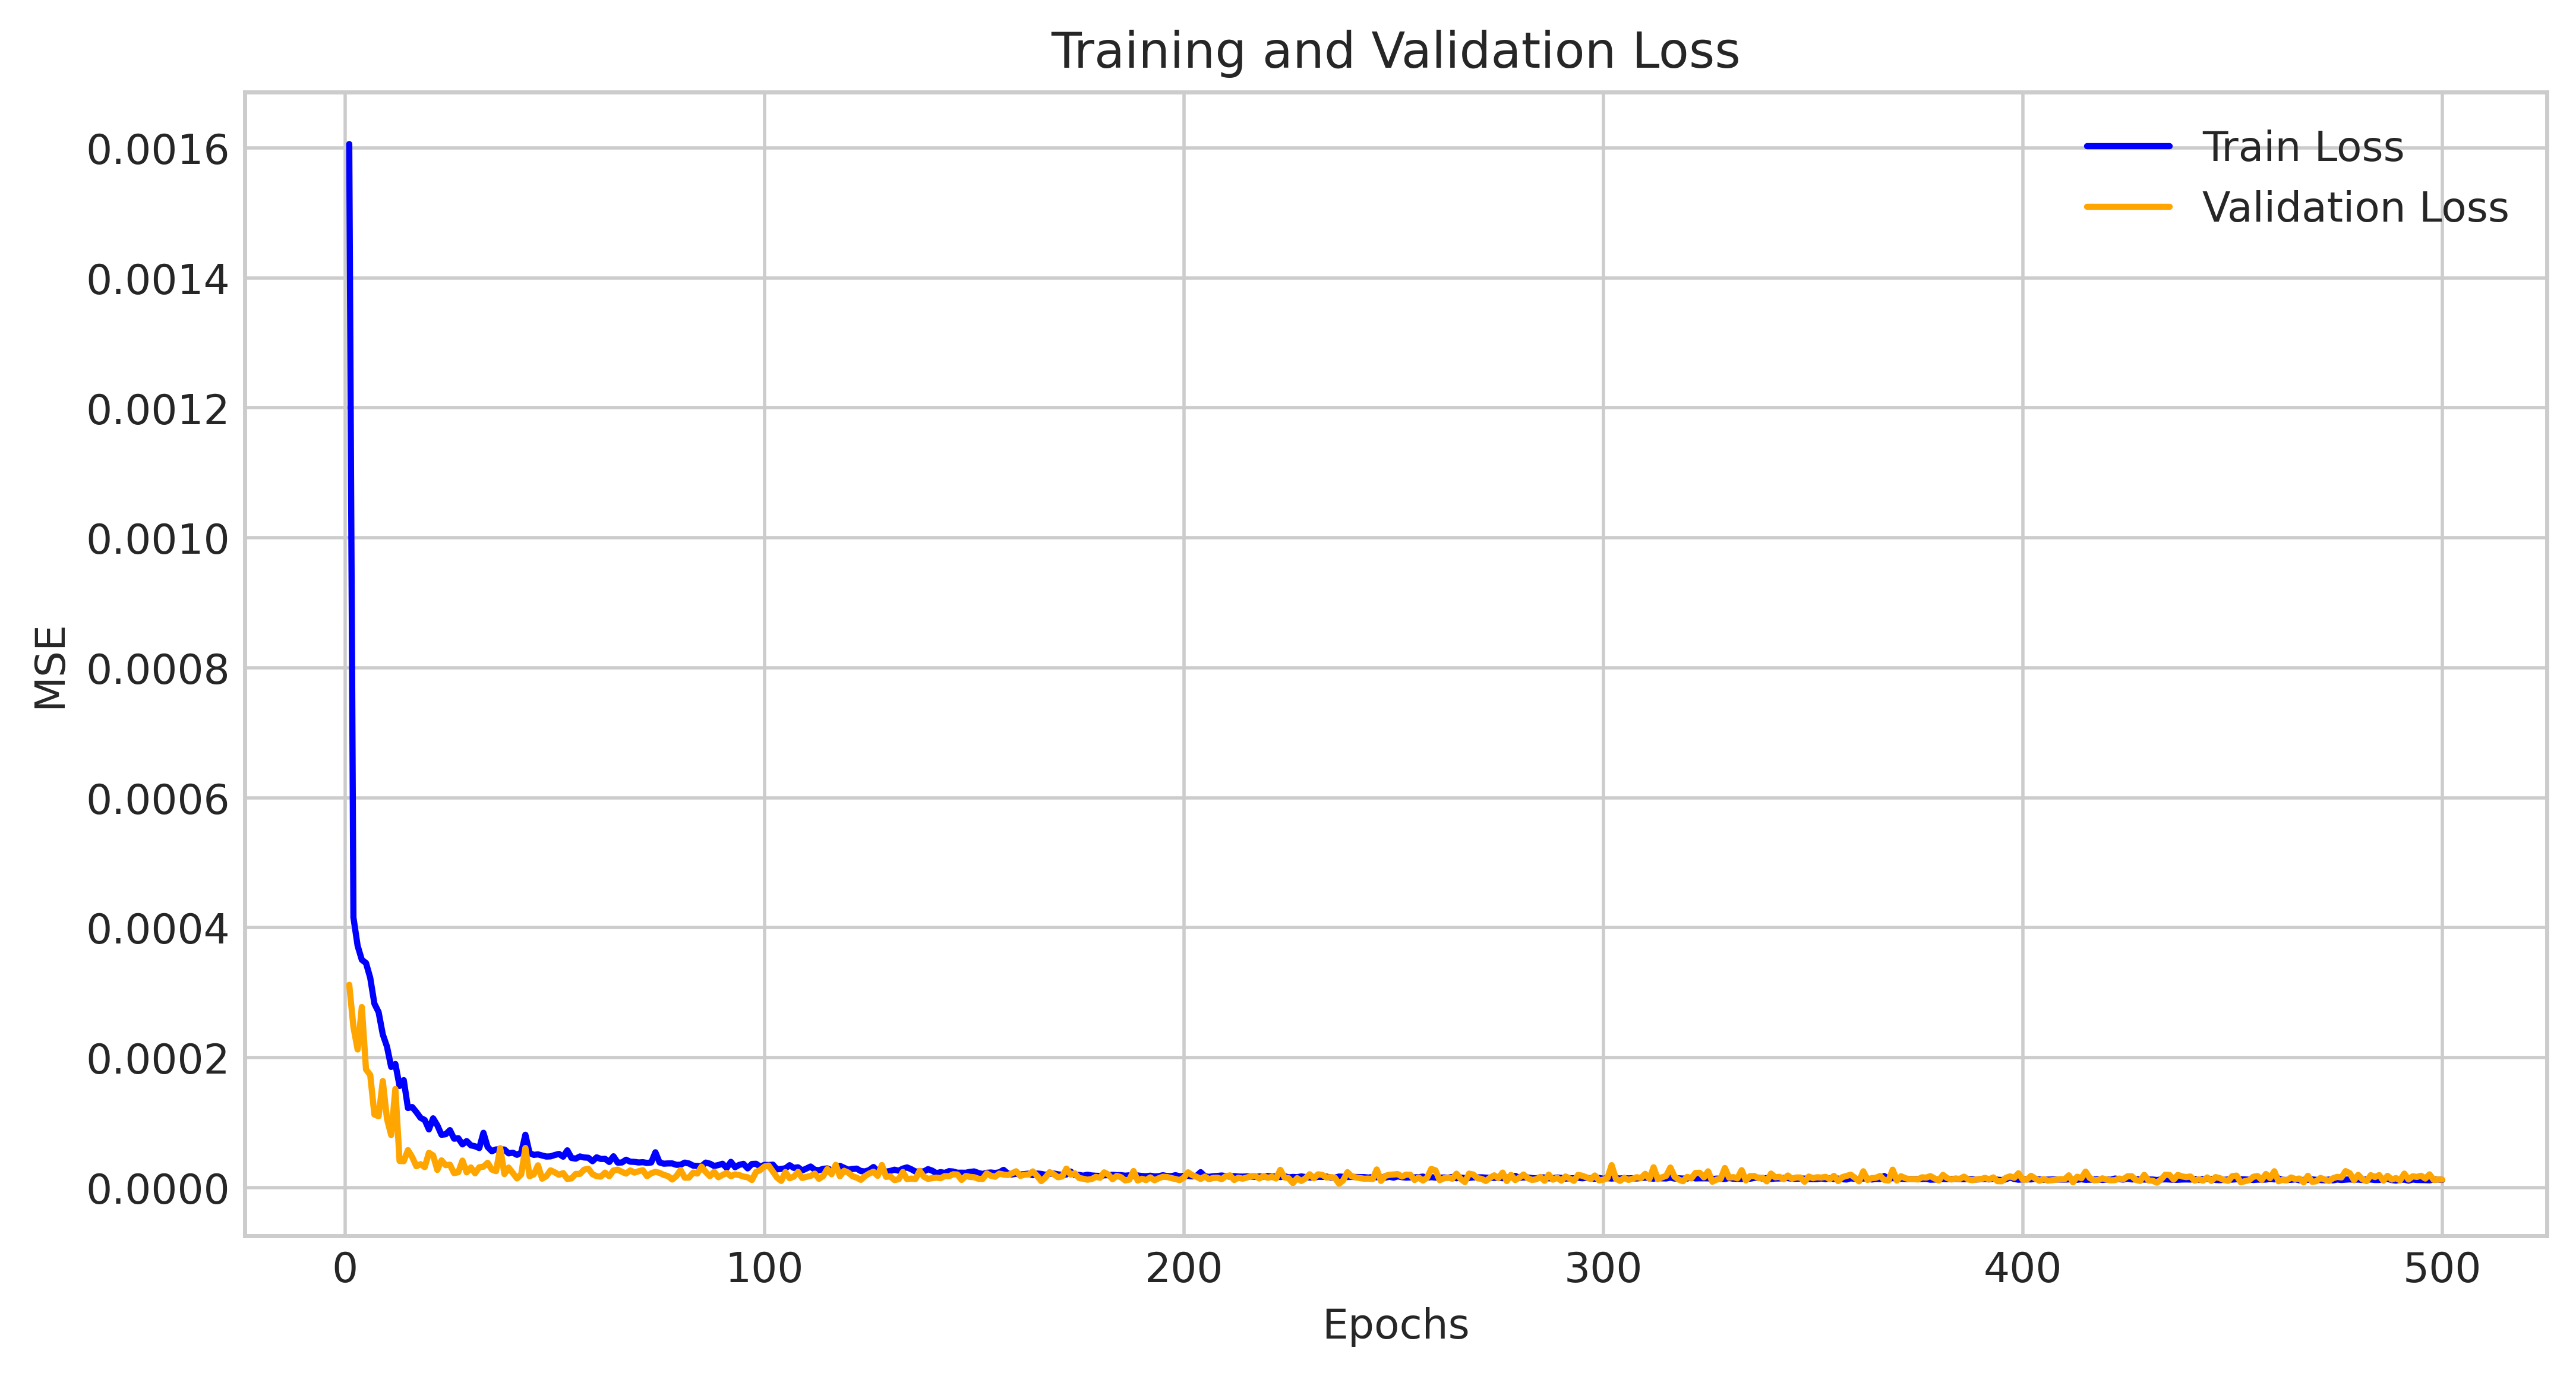 Training and Validation Loss
0.0016
0.0014
0.0012
0.0010
0.0008
0.0006
0.0004
0.0002
0.0000
MSE
Train Loss
Validation Loss
0 100 200 300 400 500
Epochs